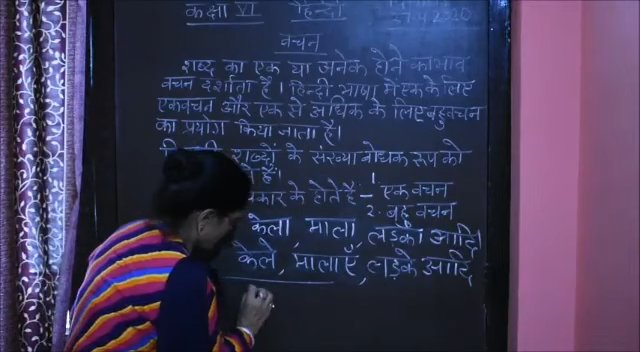 कक्षा VI हिन्दी
वचन
शब्द का एक या अनेक होने का भाव
वचन दर्शाता है। हिन्दी भाषा में एक के लिए
एकवचन और एक से अधिक के लिए बहुवचन
का प्रयोग किया जाता है।
शब्दों के संख्या बोधक रूप को
हैं।
के होते हैं – 1 एक वचन
2. बहु वचन
केला, माला, लड़का आदि।
केले, मालाएँ, लड़के आदि